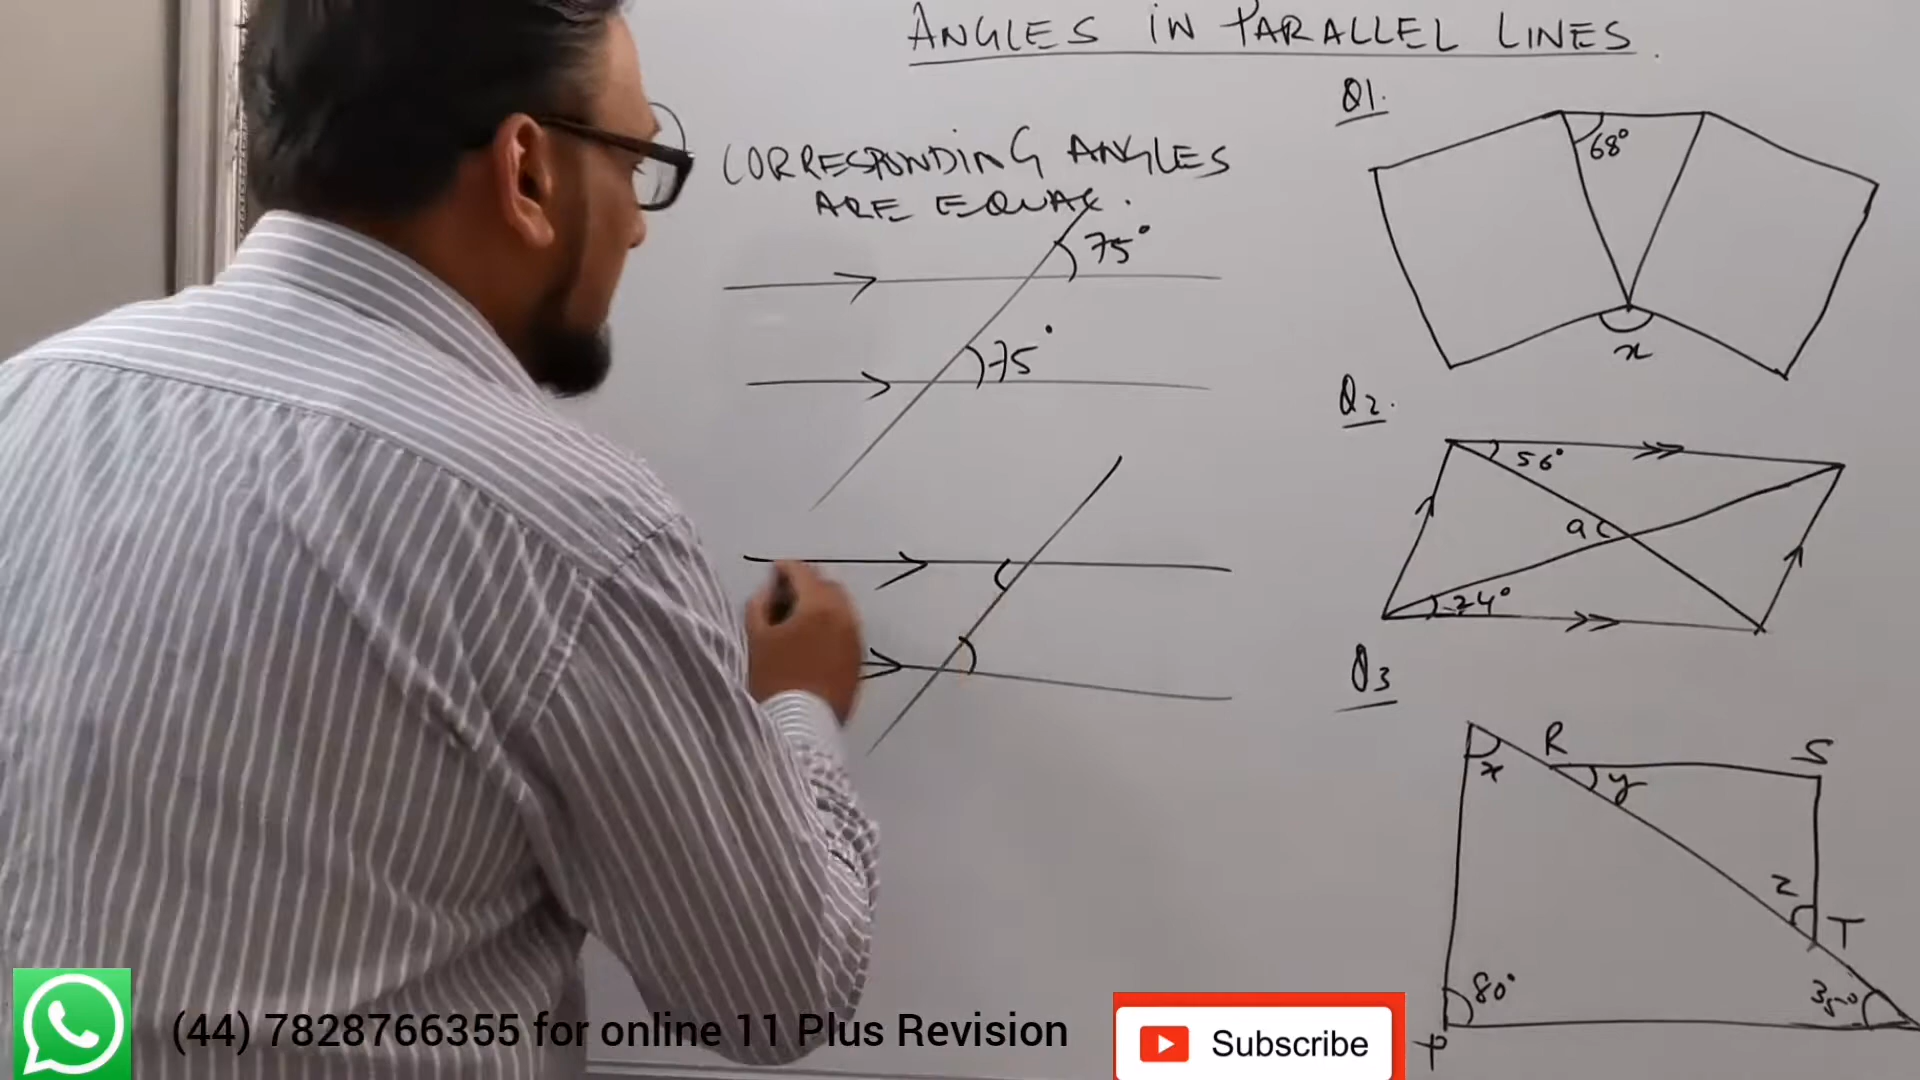 ANGLES IN PARALLEL LINES.
CORRESPONDING ANGLES
ARE EQUAL.
75°
75°
Q1.
68°
x
Q2.
56°
a
24°
Q3
R
S
x
y
z
T
80°
35°
P
(44) 7828766355 for online 11 Plus Revision
Subscribe